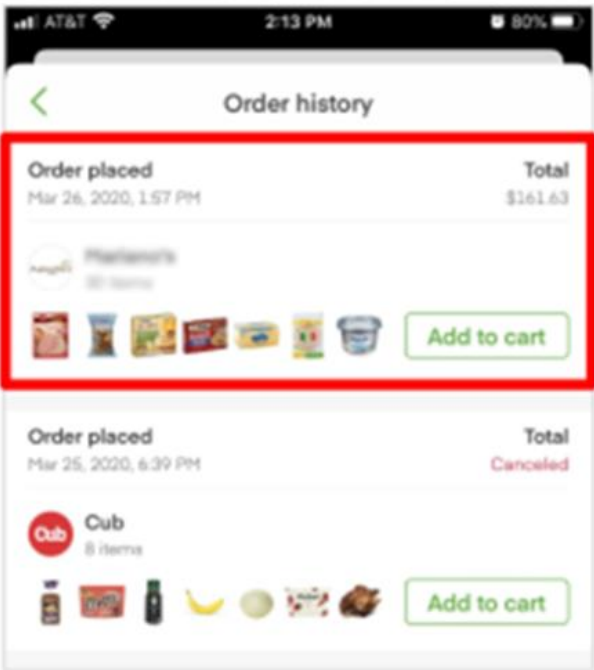 AT&T 2:13 PM 80%
Order history
Order placed Total
Mar 26, 2020, 1:57 PM $161.63
Add to cart
Order placed Total
Mar 25, 2020, 6:39 PM Canceled
Cub Cub
8 items
Add to cart